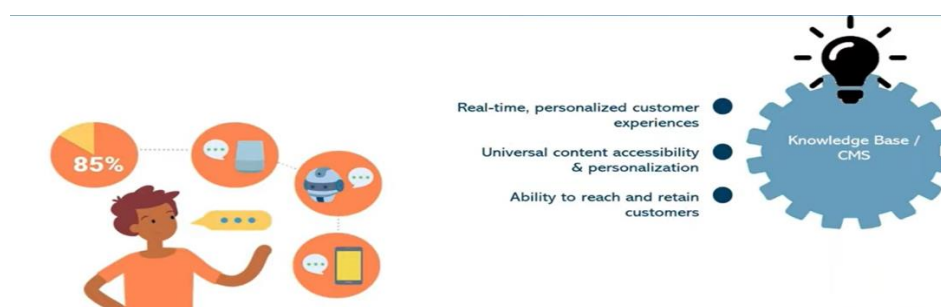 85%
Real-time, personalized customer
experiences
Universal content accessibility
& personalization
Ability to reach and retain
customers
Knowledge Base /
CMS